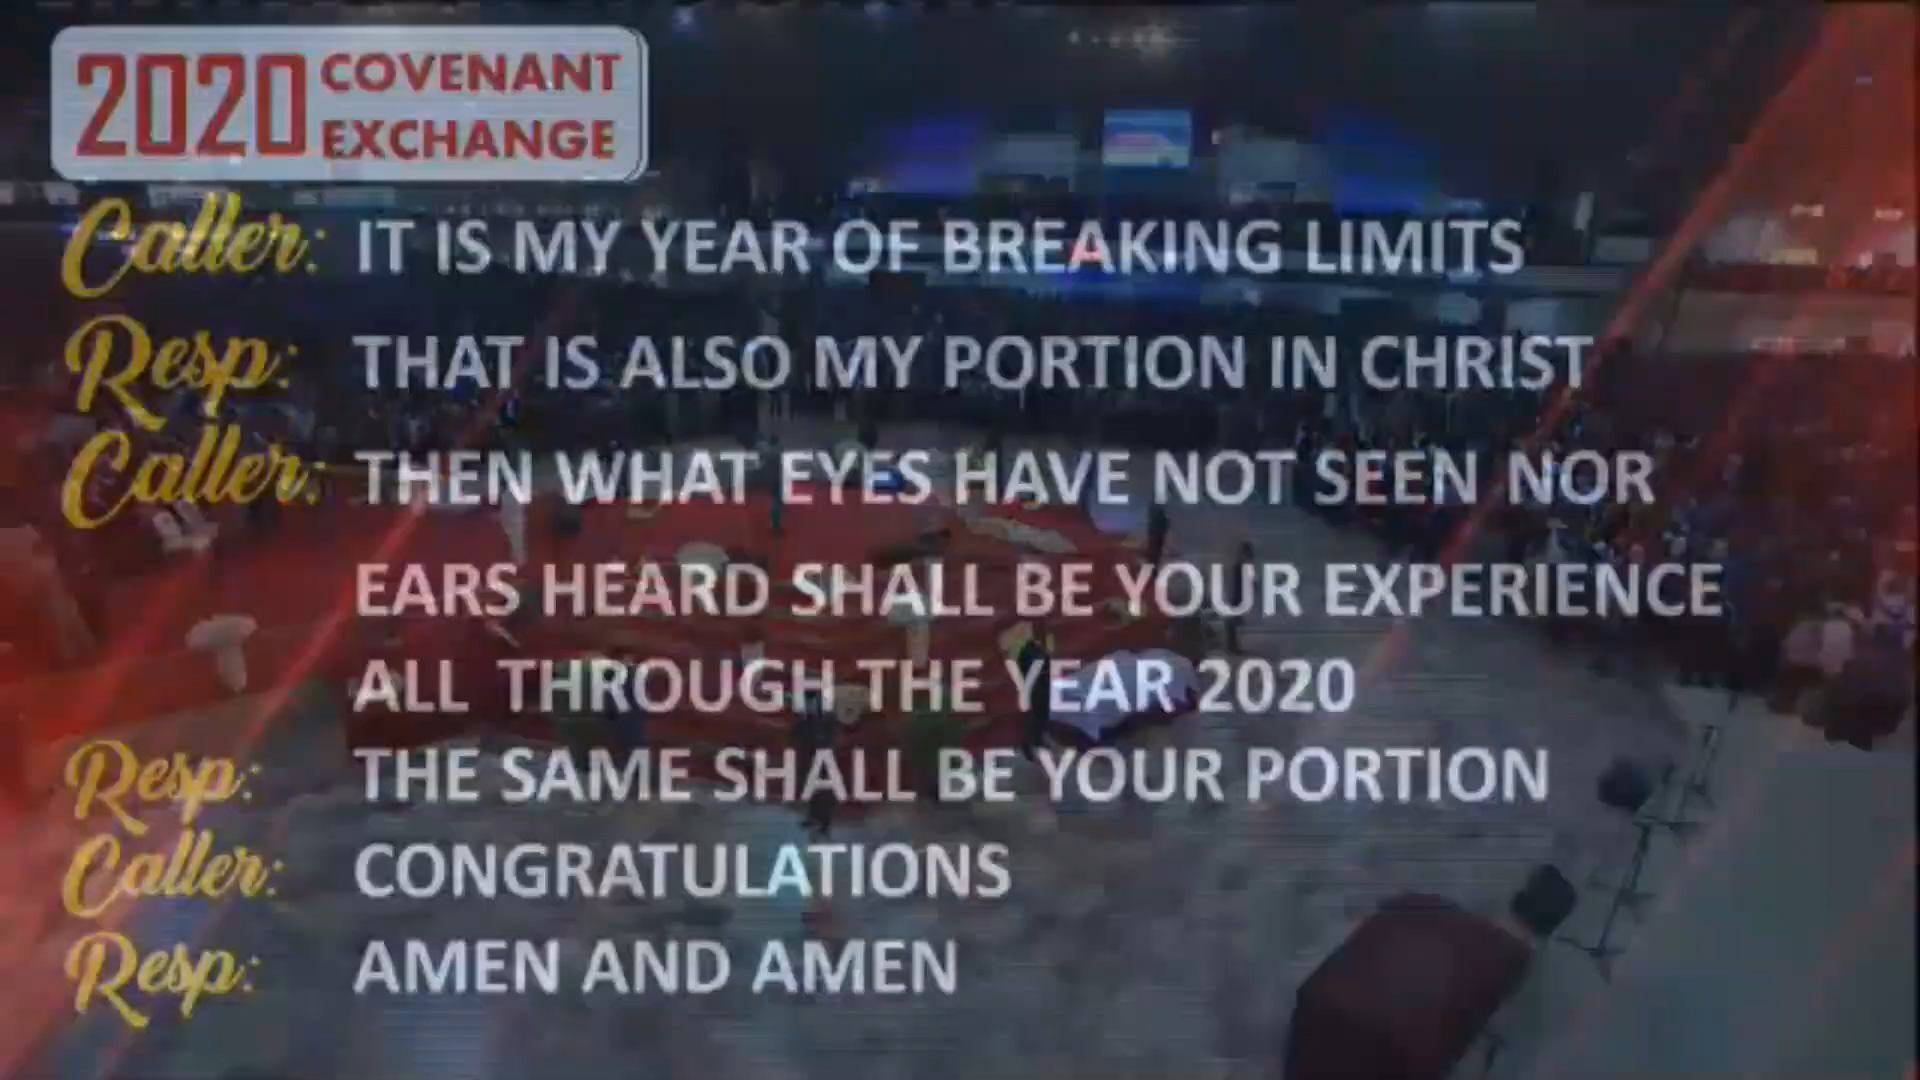 2020 COVENANT
EXCHANGE
Caller: IT IS MY YEAR OF BREAKING LIMITS
Resp: THAT IS ALSO MY PORTION IN CHRIST
Caller: THEN WHAT EYES HAVE NOT SEEN NOR
EARS HEARD SHALL BE YOUR EXPERIENCE
ALL THROUGH THE YEAR 2020
Resp: THE SAME SHALL BE YOUR PORTION
Caller: CONGRATULATIONS
Resp: AMEN AND AMEN